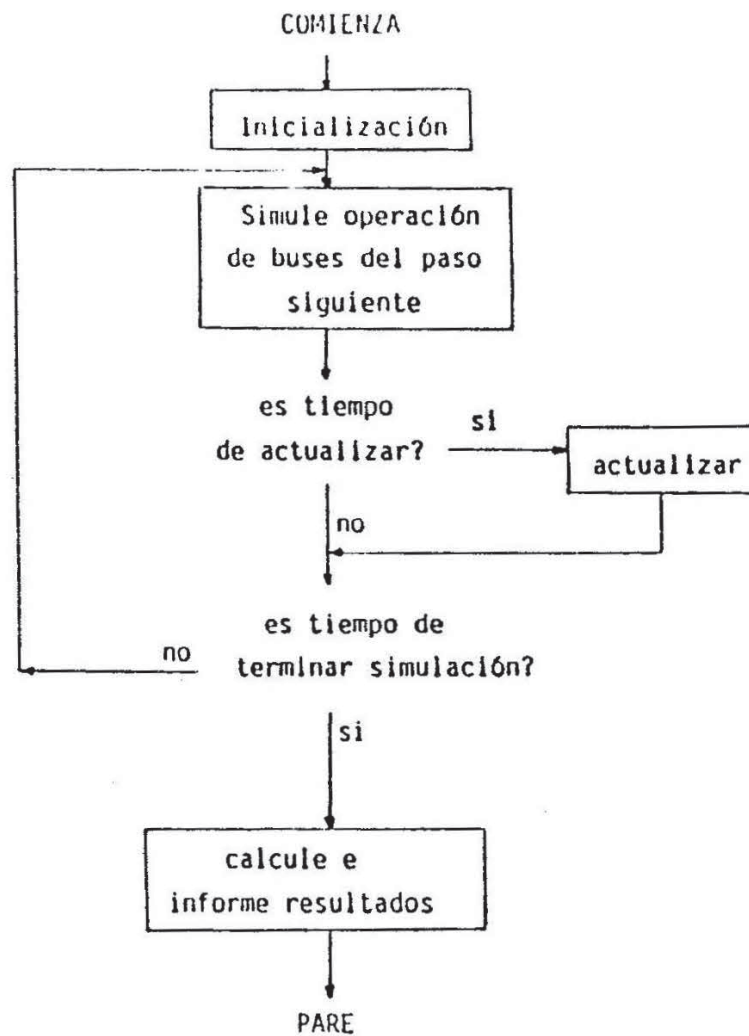 COMIENZA
Inicialización
Simule operación
de buses del paso
siguiente
es tiempo
de actualizar?
si
actualizar
no
es tiempo de
terminar simulación?
no
si
calcule e
informe resultados
PARE